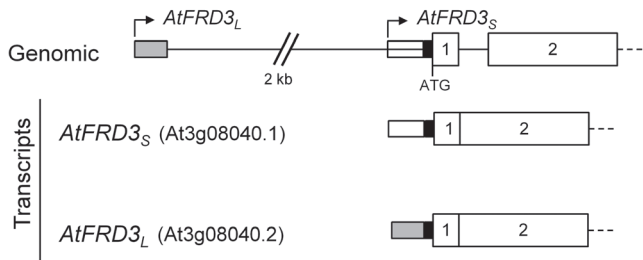 AtFRD3L AtFRD3S
Genomic 1 2
2 kb ATG
Transcripts
AtFRD3S (At3g08040.1) 1 2
AtFRD3L (At3g08040.2) 1 2